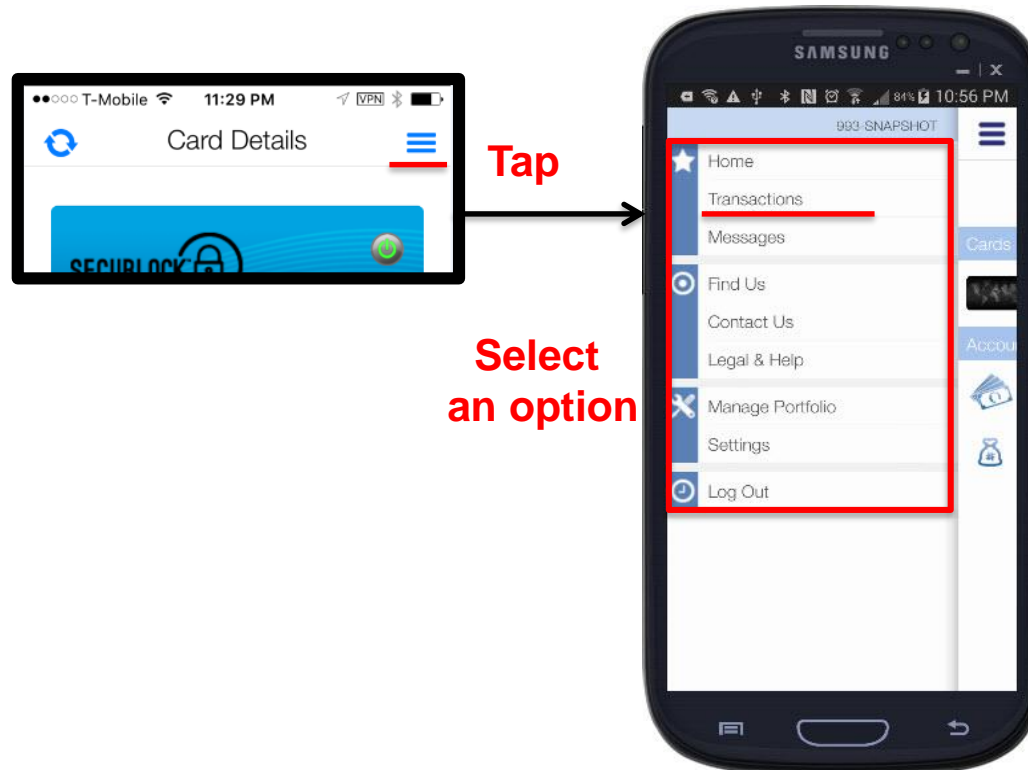 T-Mobile 11:29 PM VPN
Card Details
SECURLOCK
Tap
Select
an option
SAMSUNG
84% 10:56 PM
993-SNAPSHOT
Home
Transactions
Messages
Find Us
Contact Us
Legal & Help
Manage Portfolio
Settings
Log Out
Cards
Accou